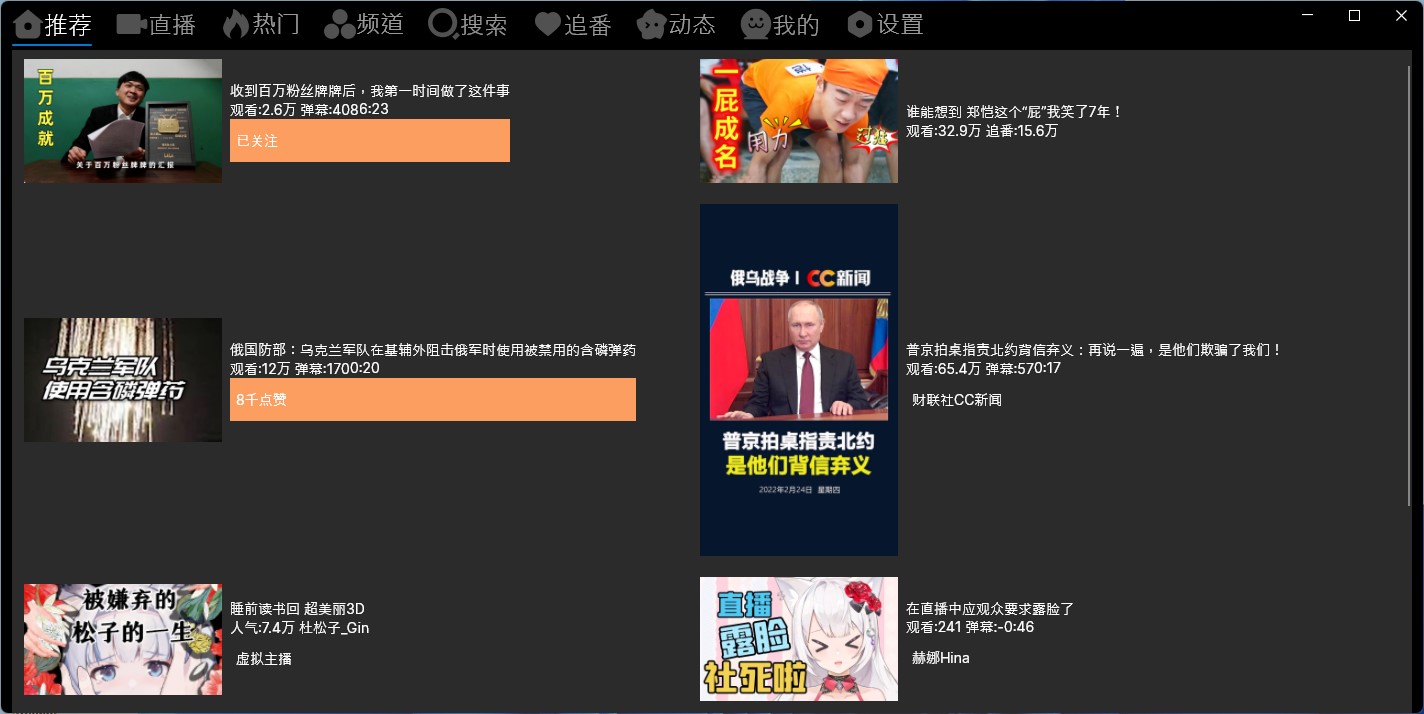 推荐
直播
热门
频道
搜索
追番
动态
我的
设置
百万成就
关于百万粉丝牌牌的汇报
收到百万粉丝牌牌后，我第一时间做了这件事
观看:2.6万 弹幕:4086:23
已关注
一屁成名
用力
谁能想到 郑恺这个“屁”我笑了7年！
观看:32.9万 追番:15.6万
乌克兰军队
使用含磷弹药
俄国防部：乌克兰军队在基辅外阻击俄军时使用被禁用的含磷弹药
观看:12万 弹幕:1700:20
8千点赞
俄乌战争 | CC新闻
普京拍桌指责北约
是他们背信弃义
2022年2月24日 星期四
普京拍桌指责北约背信弃义：再说一遍，是他们欺骗了我们！
观看:65.4万 弹幕:570:17
财联社CC新闻
被嫌弃的
松子的一生
睡前读书回 超美丽3D
人气:7.4万 杜松子_Gin
虚拟主播
直播
露脸
社死啦
在直播中应观众要求露脸了
观看:241 弹幕:-0:46
赫娜Hina